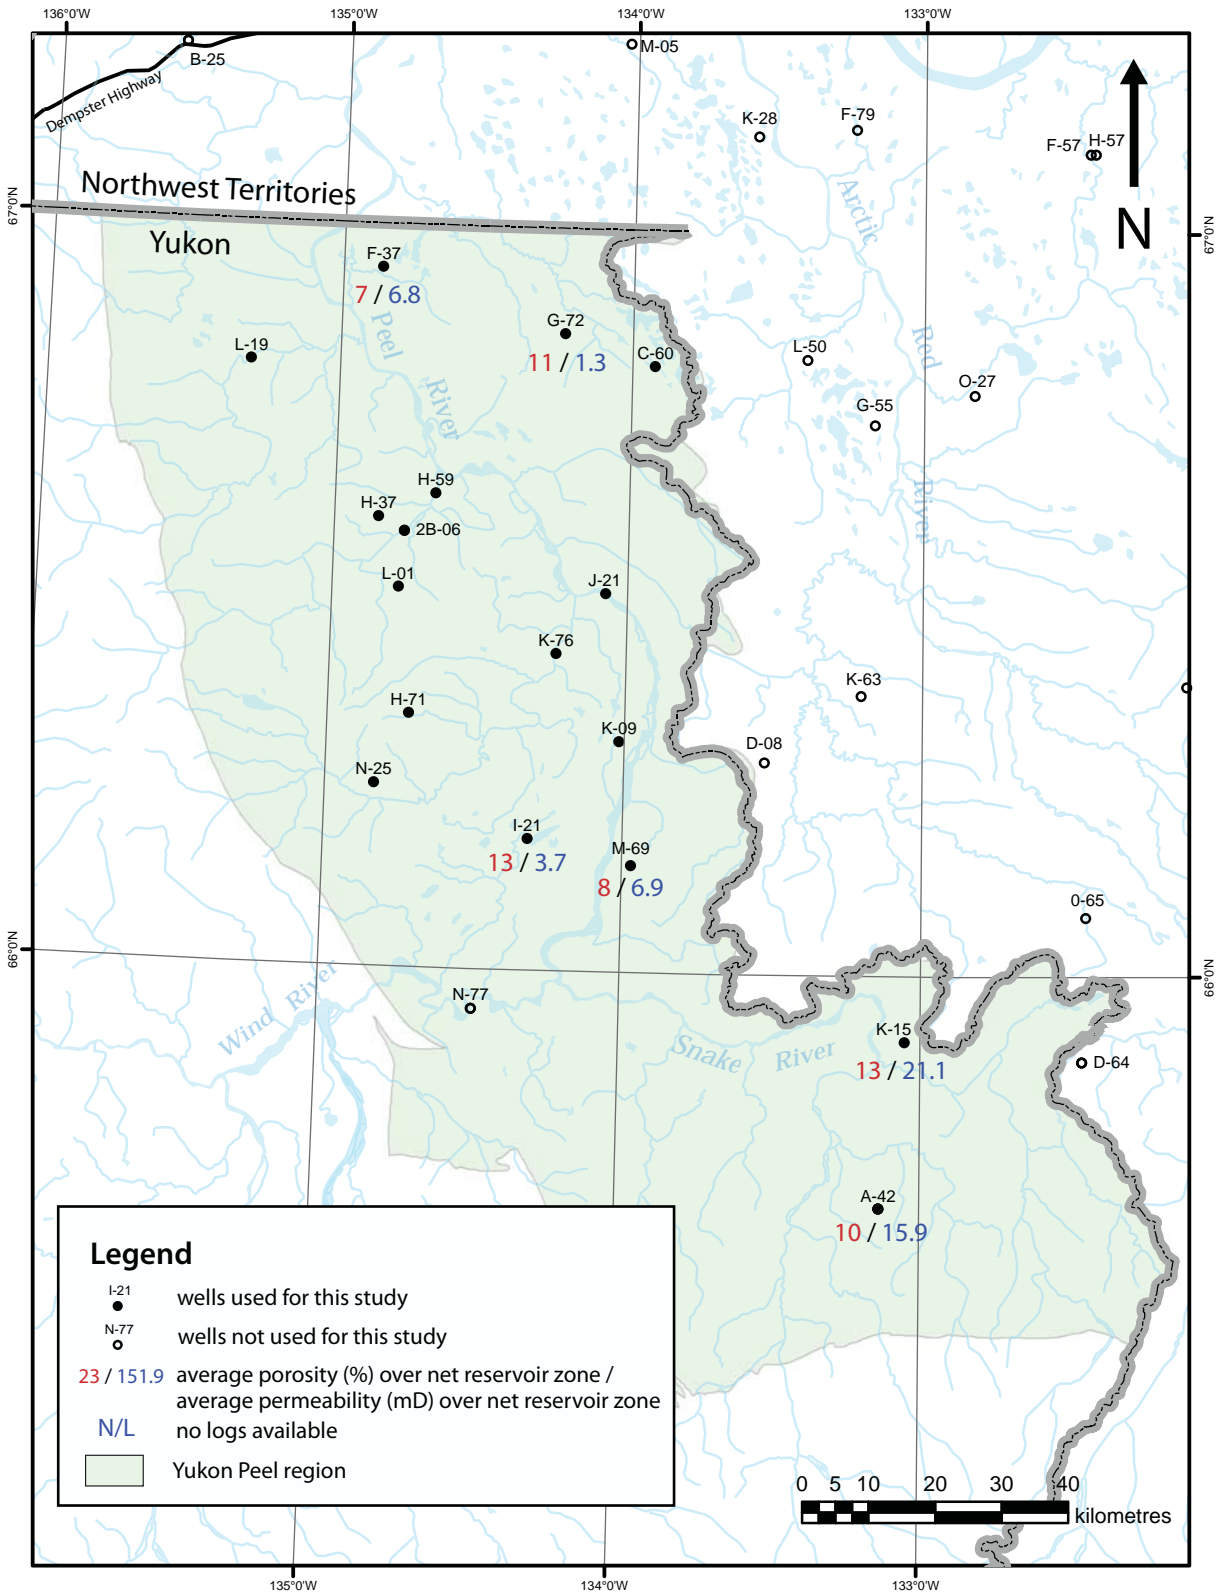 136°0'W
135°0'W
134°0'W
133°0'W
B-25
M-05
Dempster Highway
K-28
F-79
F-57
H-57
Arctic
N
Northwest Territories
67°0'N
67°0'N
Yukon
F-37
7 / 6.8
Peel
G-72
11 / 1.3
C-60
L-19
L-50
Red
O-27
G-55
River
H-59
H-37
2B-06
River
L-01
J-21
K-76
K-63
H-71
K-09
D-08
N-25
I-21
13 / 3.7
M-69
8 / 6.9
0-65
66°0'N
66°0'N
Wind River
N-77
Snake River
K-15
13 / 21.1
D-64
A-42
10 / 15.9
Legend
I-21
wells used for this study
N-77
wells not used for this study
23 / 151.9
average porosity (%) over net reservoir zone /
average permeability (mD) over net reservoir zone
N/L
no logs available
Yukon Peel region
0 5 10 20 30 40
kilometres
135°0'W
134°0'W
133°0'W